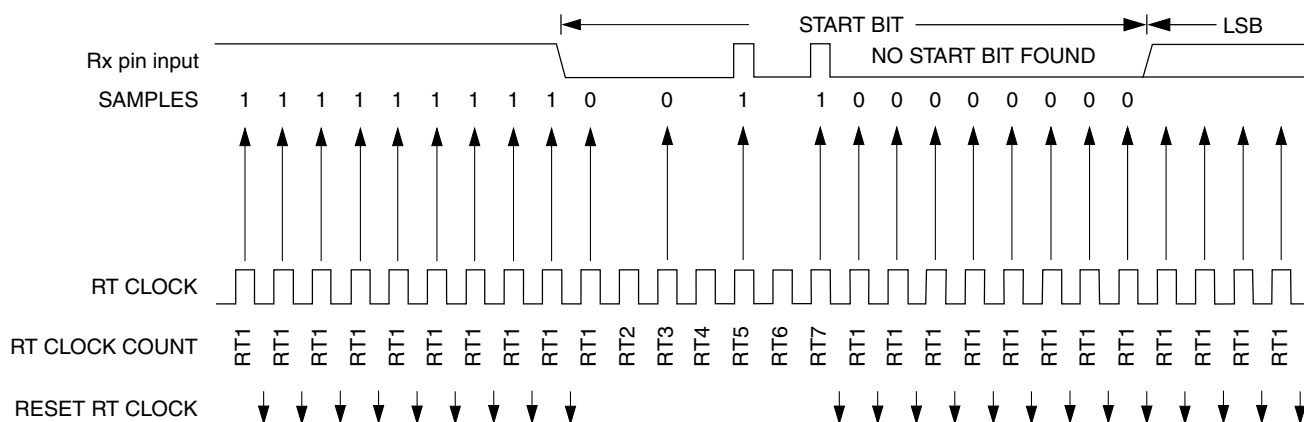 START BIT LSB
Rx pin input NO START BIT FOUND
SAMPLES 1 1 1 1 1 1 1 1 1 0 0 1 1 0 0 0 0 0 0 0 0
RT CLOCK
RT CLOCK COUNT RT1 RT1 RT1 RT1 RT1 RT1 RT1 RT1 RT1 RT1 RT2 RT3 RT4 RT5 RT6 RT7 RT1 RT1 RT1 RT1 RT1 RT1 RT1 RT1 RT1 RT1 RT1 RT1
RESET RT CLOCK